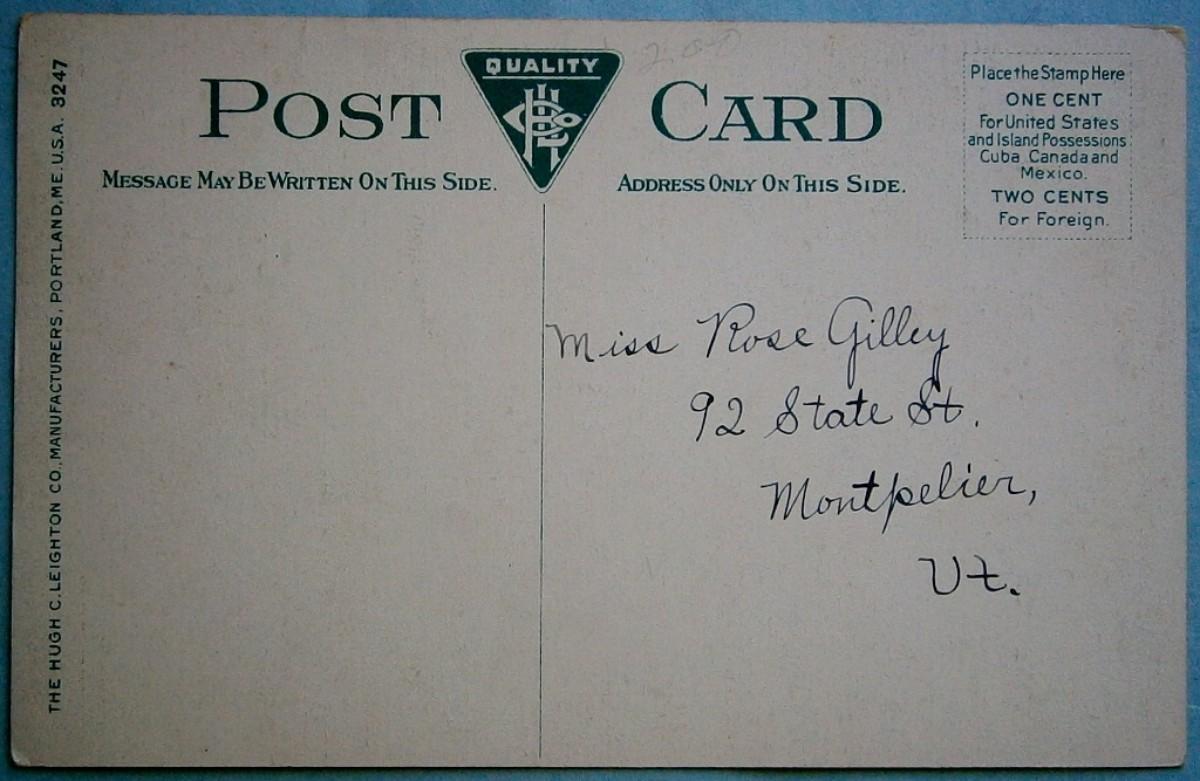 THE HUGH C. LEIGHTON CO., MANUFACTURERS, PORTLAND, ME. U.S.A. 3247
POST CARD
QUALITY
MESSAGE MAY BE WRITTEN ON THIS SIDE.
ADDRESS ONLY ON THIS SIDE.
Place the Stamp Here
ONE CENT
For United States
and Island Possessions
Cuba Canada and
Mexico.
TWO CENTS
For Foreign.
Miss Rose Gilley
92 State St.
Montpelier,
Vt.